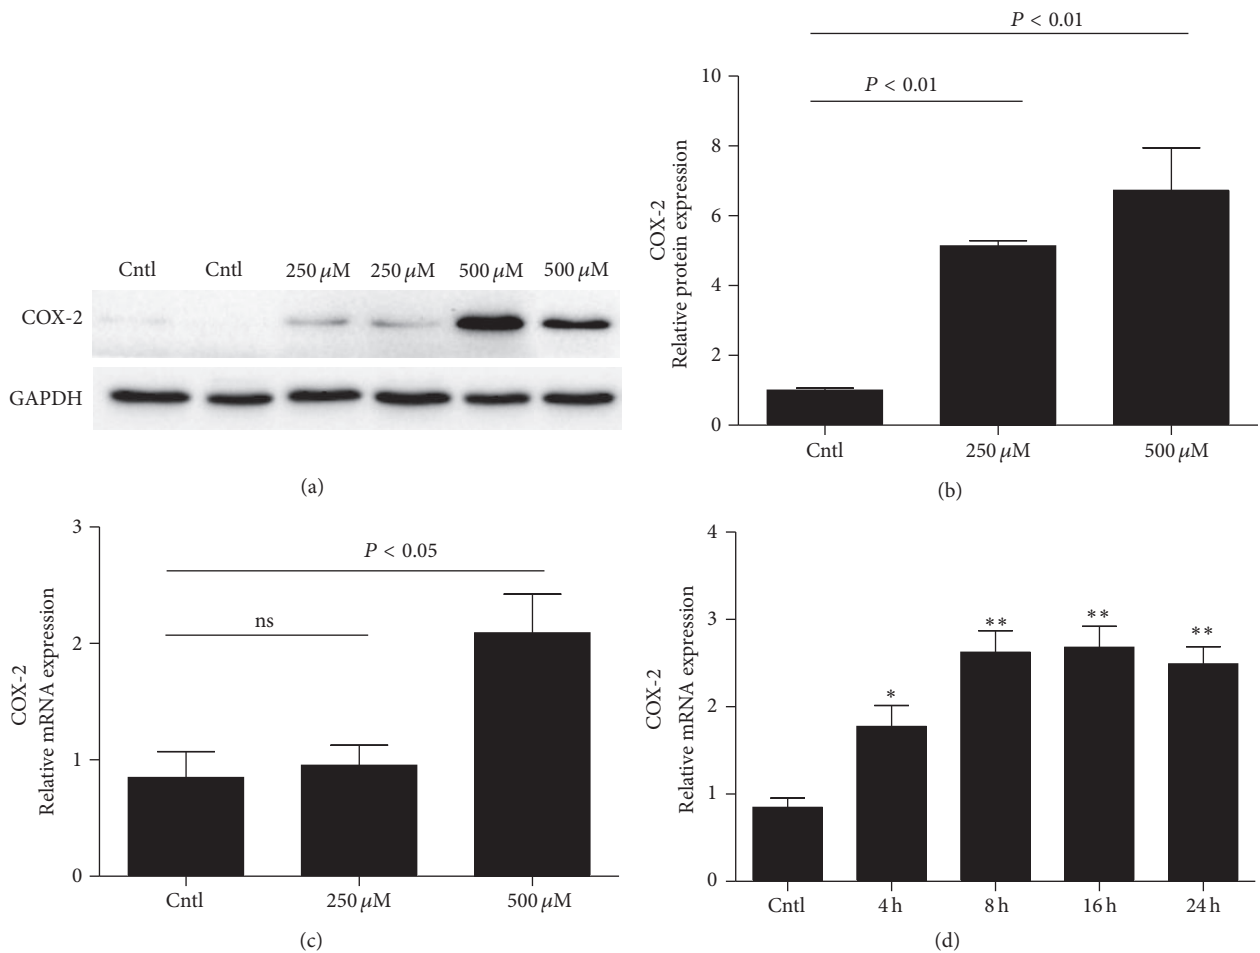 Cntl Cntl 250 μM 250 μM 500 μM 500 μM
COX-2
GAPDH
(a)
P < 0.01
P < 0.01
COX-2
Relative protein expression
10
8
6
4
2
0
Cntl 250 μM 500 μM
(b)
COX-2
Relative mRNA expression
3
2
1
0
P < 0.05
ns
Cntl 250 μM 500 μM
(c)
COX-2
Relative mRNA expression
4
3
2
1
0
*
**
**
**
Cntl 4 h 8 h 16 h 24 h
(d)